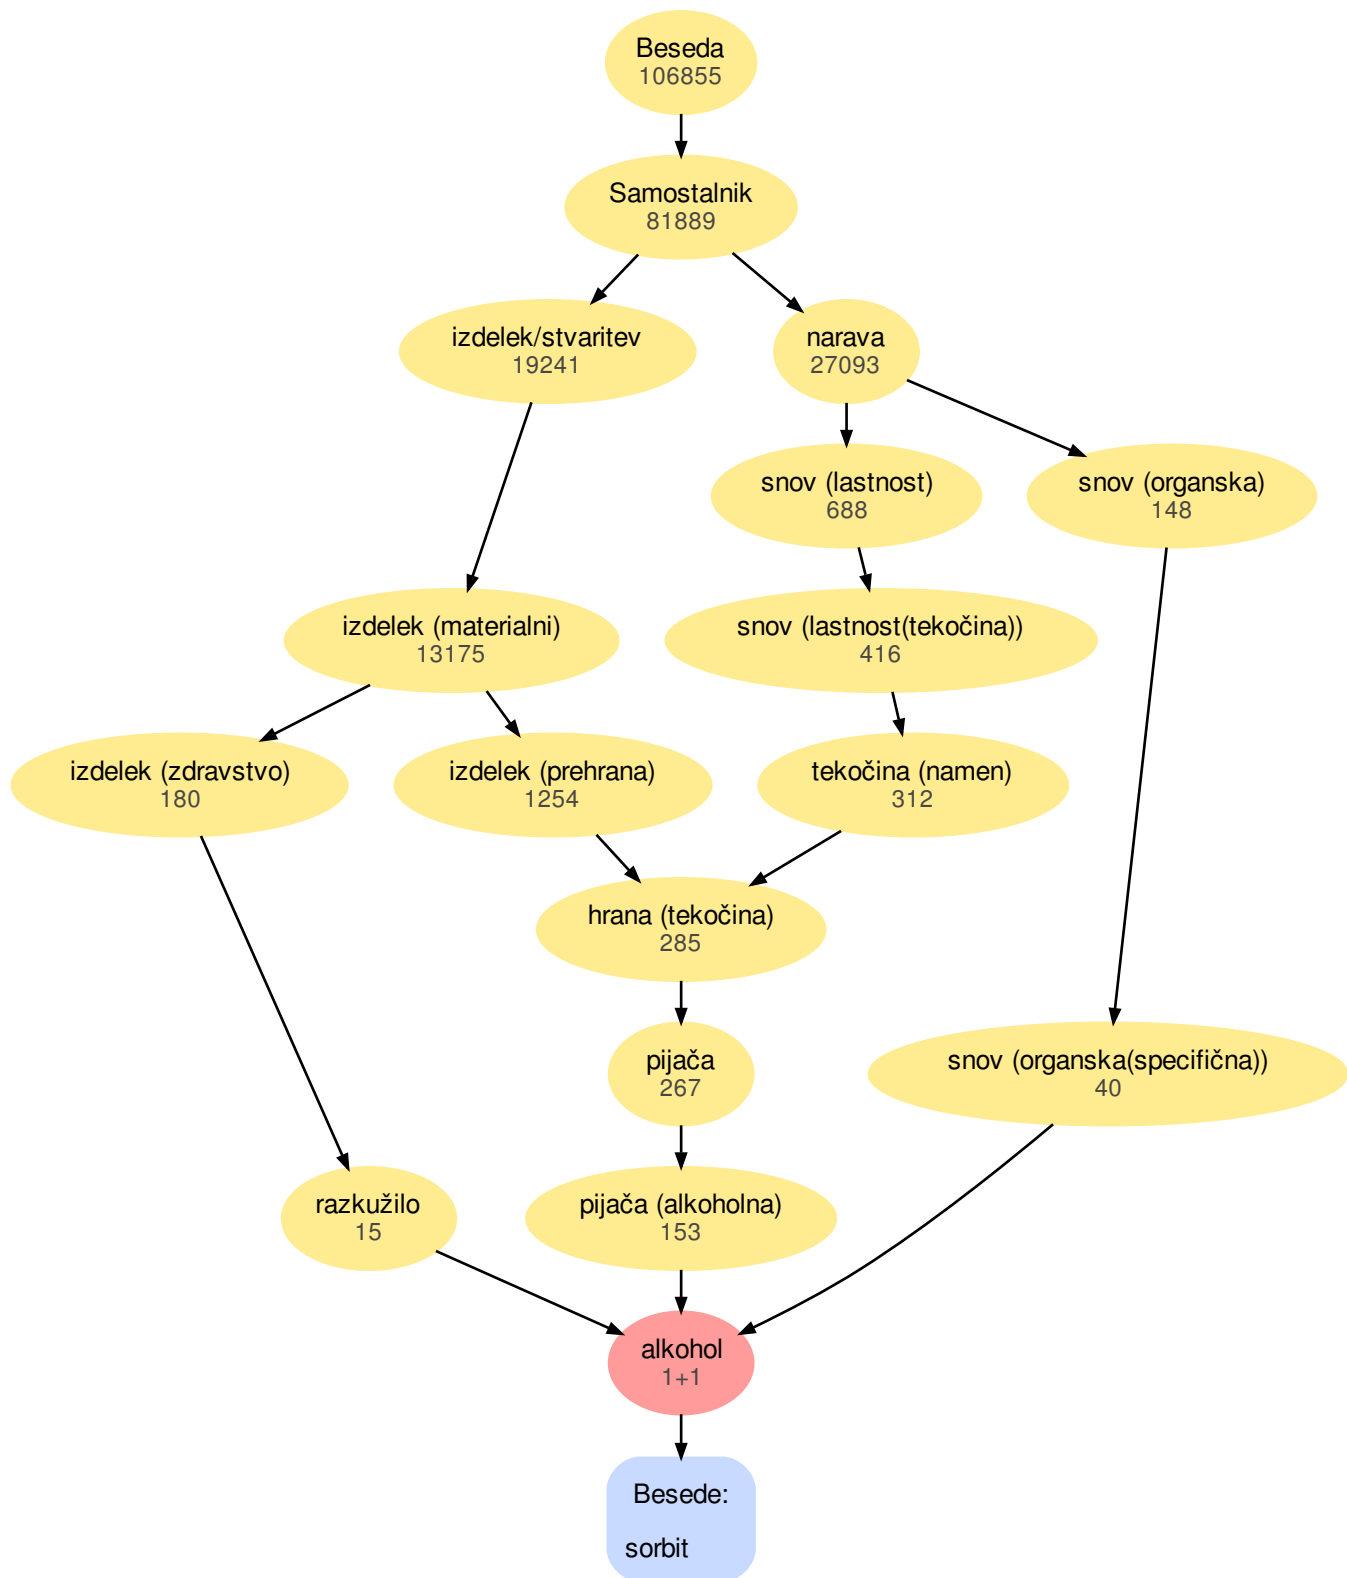 Beseda
106855
Samostalnik
81889
izdelek/stvaritev
19241
narava
27093
snov (lastnost)
688
snov (organska)
148
izdelek (materialni)
13175
snov (lastnost(tekočina))
416
izdelek (zdravstvo)
180
izdelek (prehrana)
1254
tekočina (namen)
312
hrana (tekočina)
285
pijača
267
snov (organska(specifična))
40
razkužilo
15
pijača (alkoholna)
153
alkohol
1+1
Besede:
sorbit